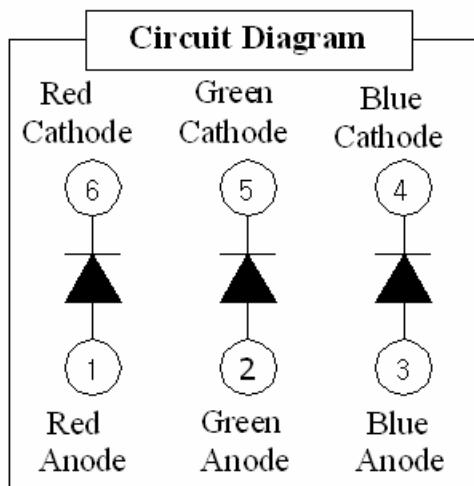 Circuit Diagram
Red Green Blue
Cathode Cathode Cathode
6 5 4
1 2 3
Red Green Blue
Anode Anode Anode